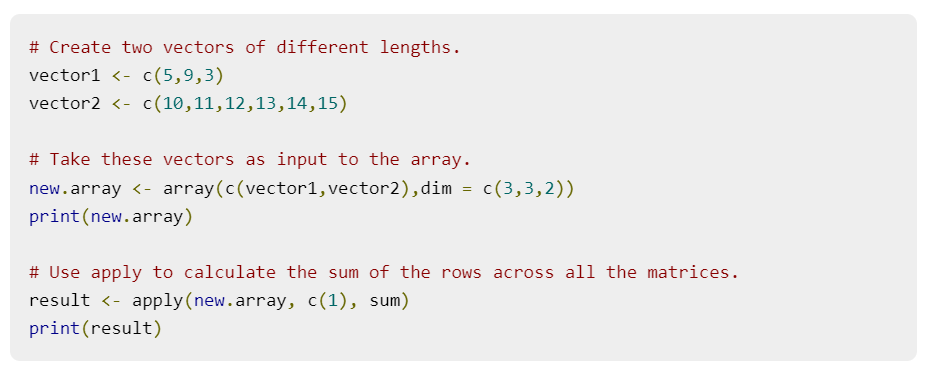 # Create two vectors of different lengths.
vector1 <- c(5,9,3)
vector2 <- c(10,11,12,13,14,15)
# Take these vectors as input to the array.
new.array <- array(c(vector1,vector2),dim = c(3,3,2))
print(new.array)
# Use apply to calculate the sum of the rows across all the matrices.
result <- apply(new.array, c(1), sum)
print(result)